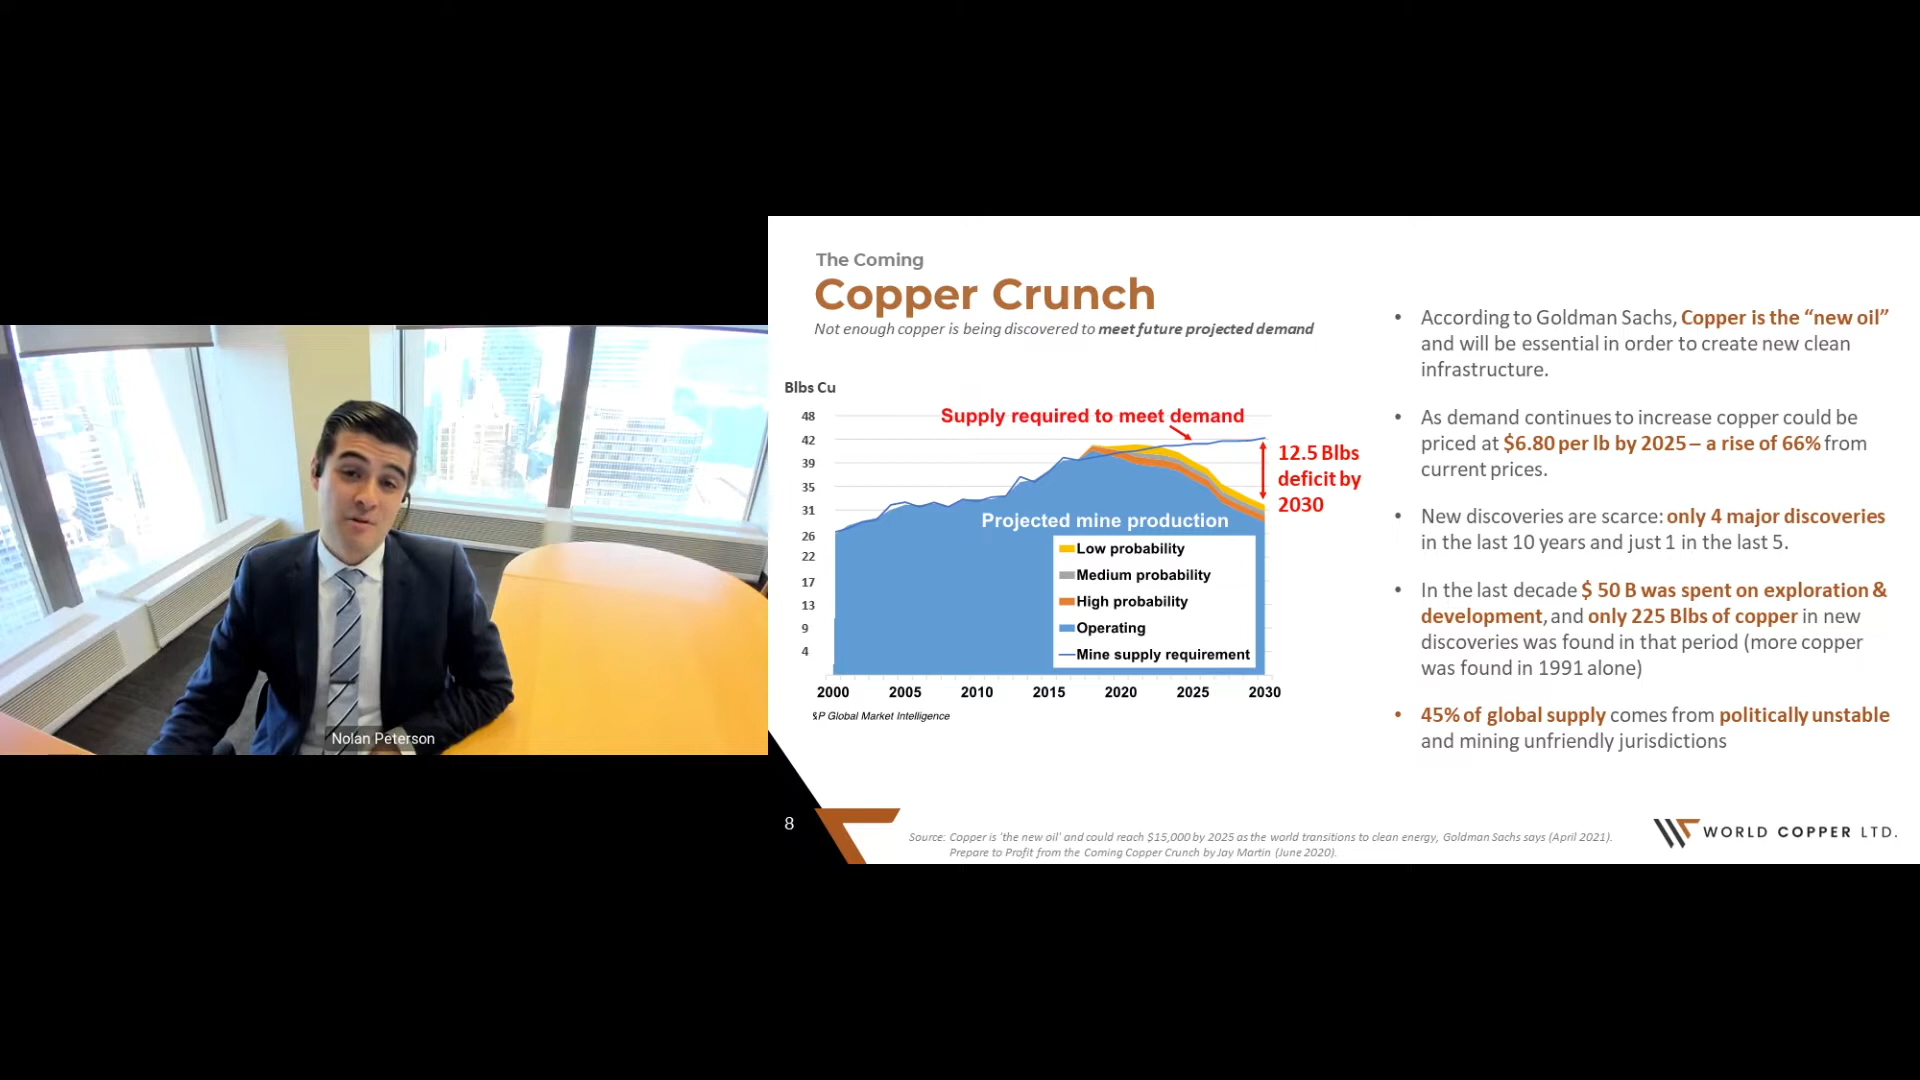 Nolan Peterson
The Coming
Copper Crunch
Not enough copper is being discovered to meet future projected demand
Blbs Cu
48
42
39
35
31
26
22
17
13
9
4
Supply required to meet demand
12.5 Blbs
deficit by
2030
Projected mine production
Low probability
Medium probability
High probability
Operating
Mine supply requirement
2000 2005 2010 2015 2020 2025 2030
&P Global Market Intelligence
• According to Goldman Sachs, Copper is the “new oil”
and will be essential in order to create new clean
infrastructure.
• As demand continues to increase copper could be
priced at $6.80 per lb by 2025 – a rise of 66% from
current prices.
• New discoveries are scarce: only 4 major discoveries
in the last 10 years and just 1 in the last 5.
• In the last decade $ 50 B was spent on exploration &
development, and only 225 Blbs of copper in new
discoveries was found in that period (more copper
was found in 1991 alone)
• 45% of global supply comes from politically unstable
and mining unfriendly jurisdictions
8
Source: Copper is 'the new oil' and could reach $15,000 by 2025 as the world transitions to clean energy, Goldman Sachs says (April 2021).
Prepare to Profit from the Coming Copper Crunch by Jay Martin (June 2020).
WORLD COPPER LTD.